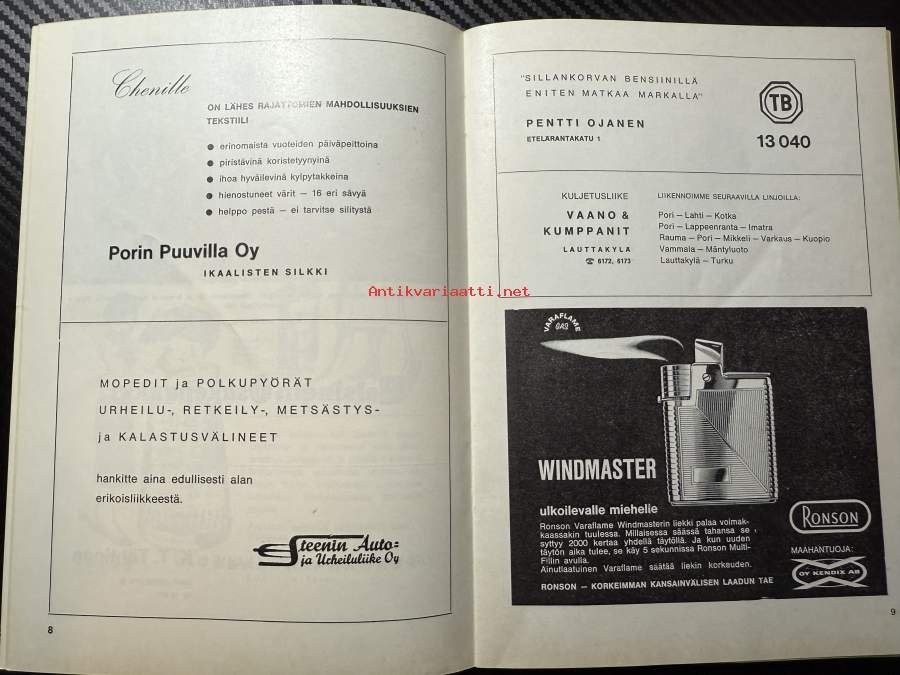 Chenille
ON LÄHES RAJATTOMIEN MAHDOLLISUUKSIEN
TEKSTIILI
● erinomaista vuoteiden päiväpeittoina
● piristävinä koristetyynyinä
● ihoa hyväilevinä kylpytakkeina
● hienostuneet värit — 16 eri sävyä
● helppo pestä — ei tarvitse silitystä
Porin Puuvilla Oy
IKAALISTEN SILKKI
MOPEDIT ja POLKUPYÖRÄT
URHEILU-, RETKEILY-, METSÄSTYS-
ja KALASTUSVÄLINEET
hankitte aina edullisesti alan
erikoisliikkeestä.
Steenin Auto-
ja Urheiluliike Oy
8
"SILLANKORVAN BENSIINILLÄ
ENITEN MATKAA MARKALLA"
PENTTI OJANEN
ETELÄRANTAKATU 1
TB
13 040
KULJETUSLIIKE
VAANO &
KUMPPANIT
LAUTTAKYLÄ
☎ 6172, 6173
LIIKENNOIMME SEURAAVILLA LINJOILLA:
Pori — Lahti — Kotka
Pori — Lappeenranta — Imatra
Rauma — Pori — Mikkeli — Varkaus — Kuopio
Vammala — Mäntyluoto
Lauttakylä — Turku
Antikvariaatti.net
VARAFLAME
GAS
WINDMASTER
ulkoilevalle miehelle
Ronson Varaflame Windmasterin liekki palaa voimak-
kaassakin tuulessa. Millaisessa säässä tahansa se
syttyy 2000 kertaa yhdellä täytöllä. Ja kun uuden
täytön aika tulee, se käy 5 sekunnissa Ronson Multi-
Fillin avulla.
Ainutlaatuinen Varaflame säätää liekin korkeuden.
RONSON — KORKEIMMAN KANSAINVÄLISEN LAADUN TAE
RONSON
MAAHANTUOJA:
OY KENDIX AB
9